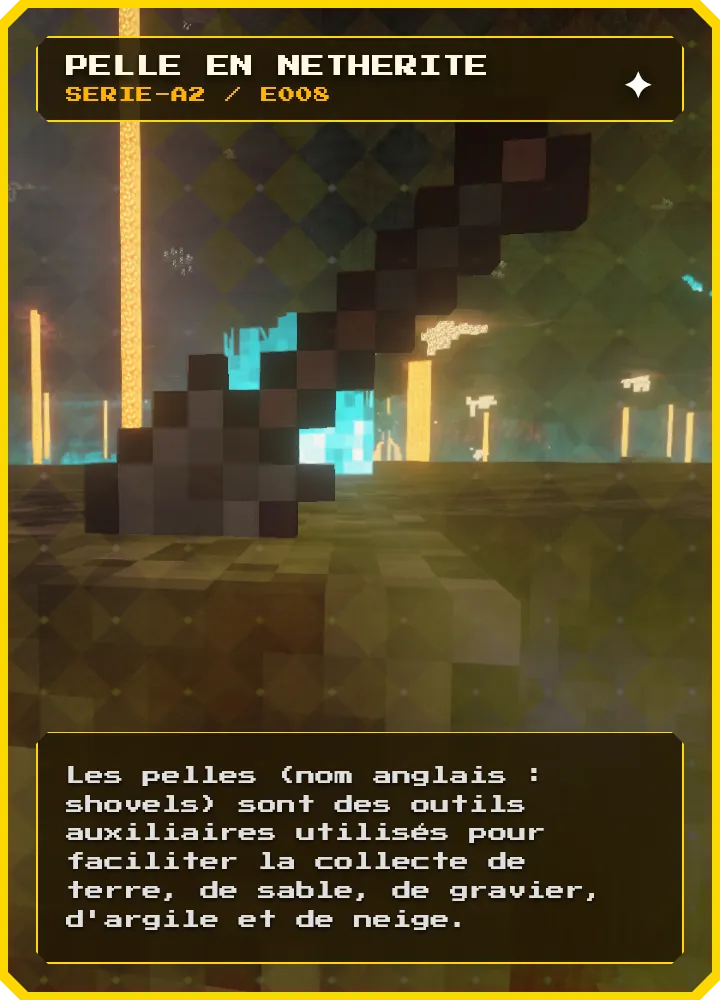 PELLE EN NETHERITE
SERIE-A2 / E008
Les pelles (nom anglais :
shovels) sont des outils
auxiliaires utilisés pour
faciliter la collecte de
terre, de sable, de gravier,
d'argile et de neige.